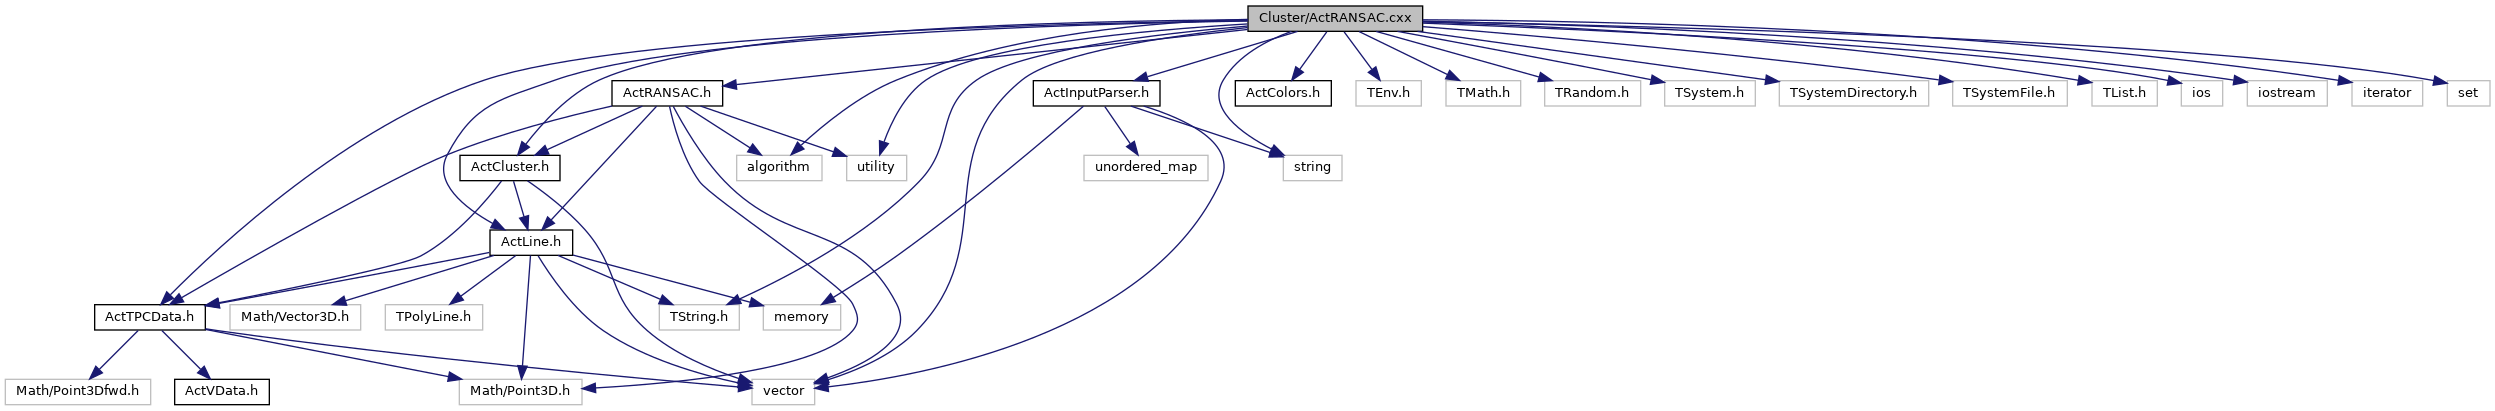 Cluster/ActRANSAC.cxx
ActRANSAC.h
ActInputParser.h
ActColors.h
TEnv.h
TMath.h
TRandom.h
TSystem.h
TSystemDirectory.h
TSystemFile.h
TList.h
ios
iostream
iterator
set
ActCluster.h
algorithm
utility
unordered_map
string
ActLine.h
ActTPCData.h
Math/Vector3D.h
TPolyLine.h
TString.h
memory
Math/Point3Dfwd.h
ActVData.h
Math/Point3D.h
vector